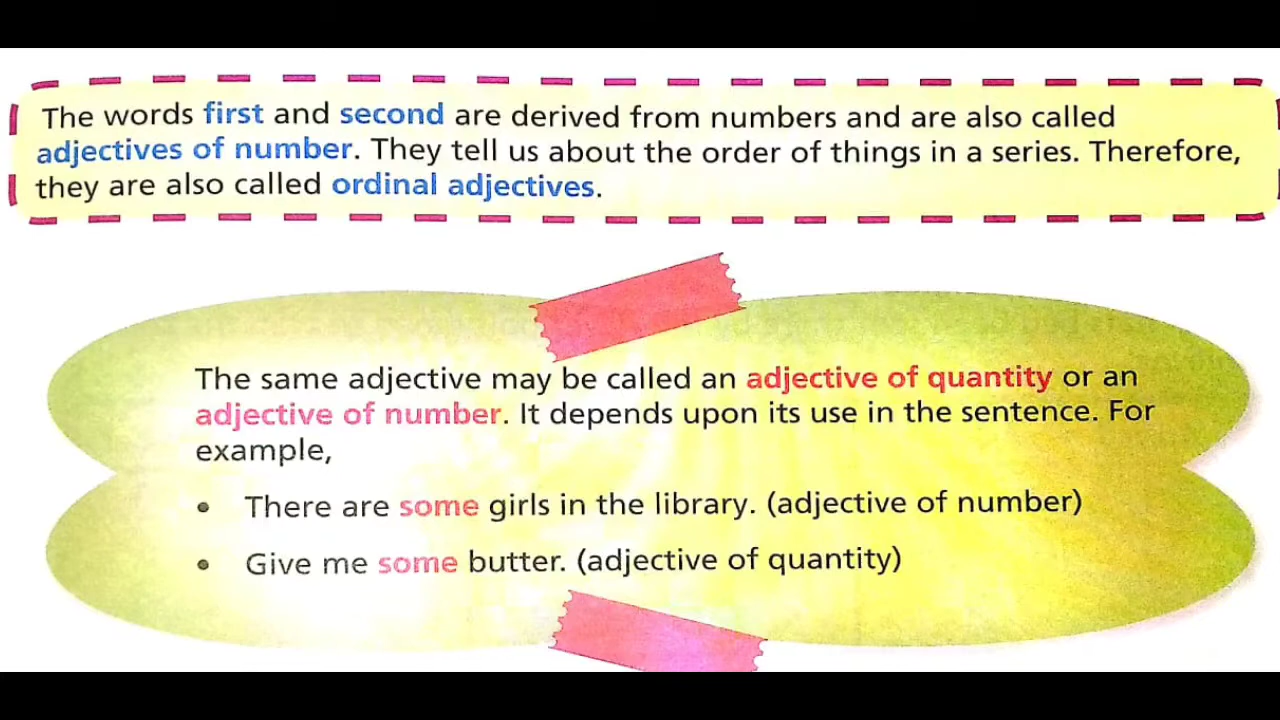 The words first and second are derived from numbers and are also called
adjectives of number. They tell us about the order of things in a series. Therefore,
they are also called ordinal adjectives.
The same adjective may be called an adjective of quantity or an
adjective of number. It depends upon its use in the sentence. For
example,
• There are some girls in the library. (adjective of number)
• Give me some butter. (adjective of quantity)